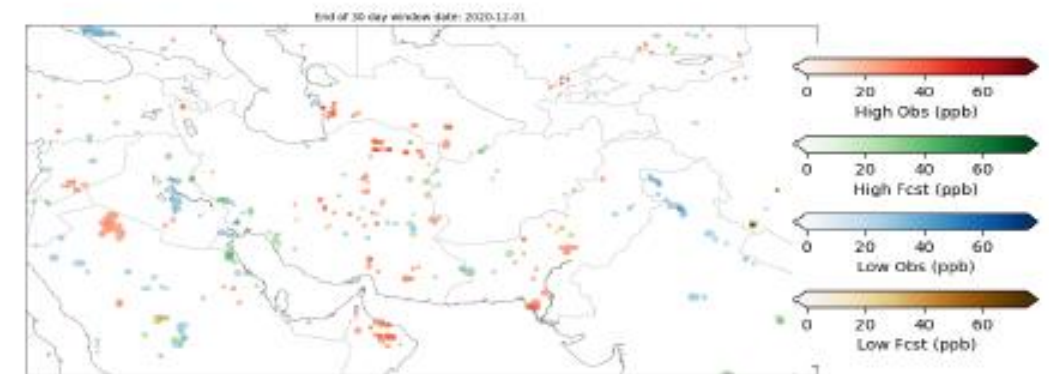 End of 30 day window date: 2020-12-01
0 20 40 60
High Obs (ppb)
0 20 40 60
High Fcst (ppb)
0 20 40 60
Low Obs (ppb)
0 20 40 60
Low Fcst (ppb)